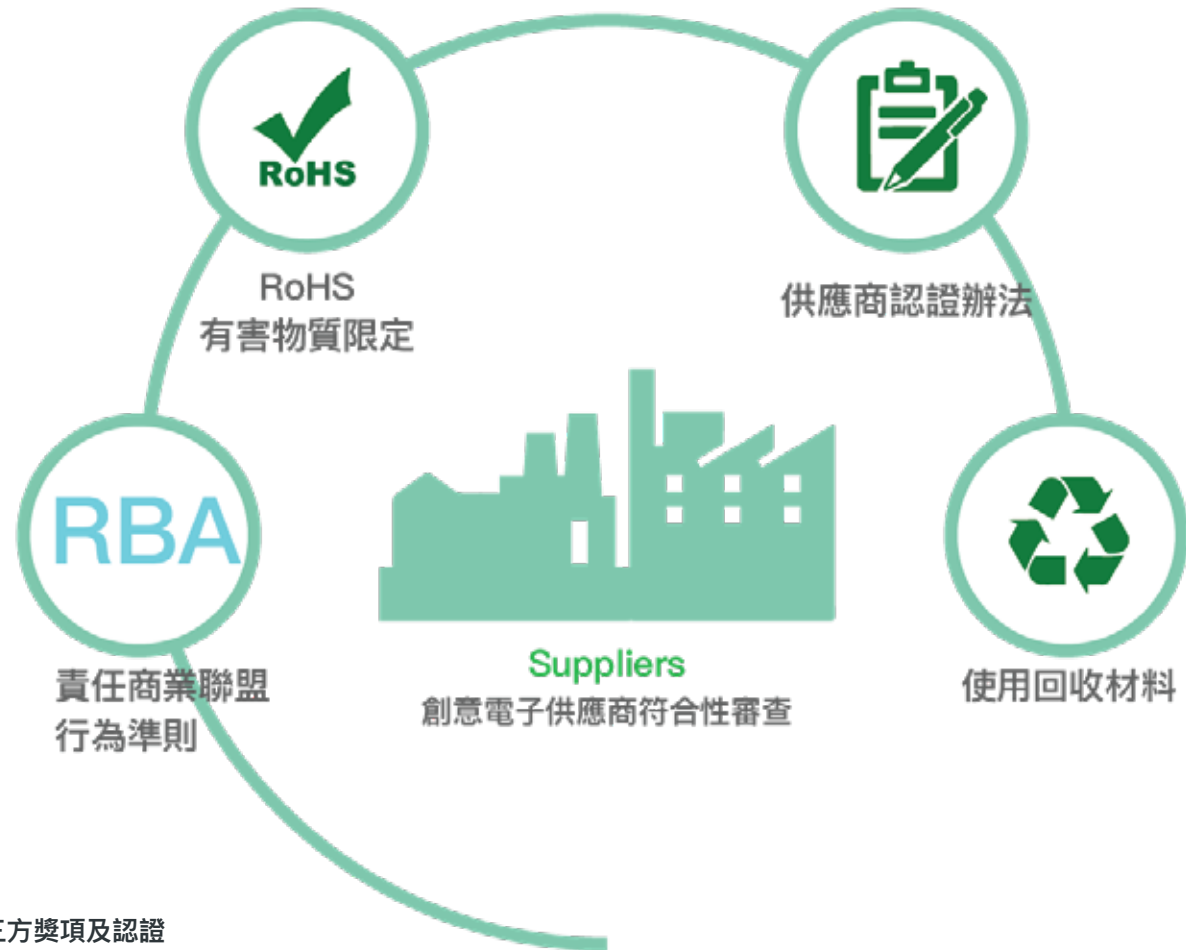 RoHS
RoHS
有害物質限定
供應商認證辦法
RBA
責任商業聯盟
行為準則
Suppliers
創意電子供應商符合性審查
使用回收材料
三方獎項及認證